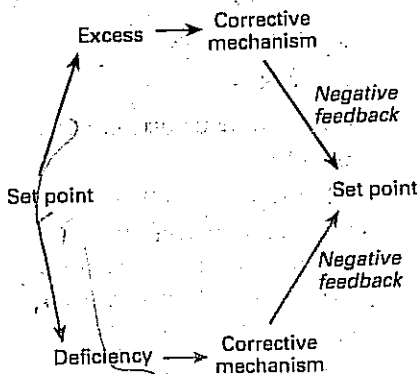 Excess
Corrective
mechanism
Negative
feedback
Set point
Set point
Negative
feedback
Deficiency
Corrective
mechanism